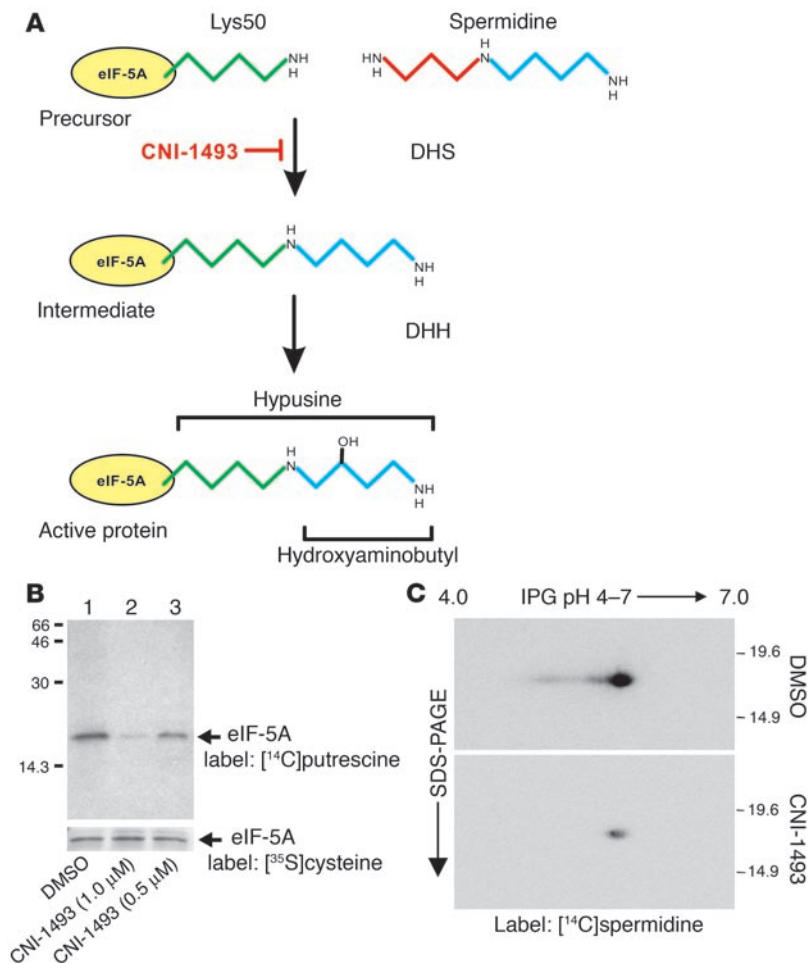 A
Lys50
Spermidine
eIF-5A
NH
H
HN
H
H
N
NH
H
Precursor
CNI-1493
DHS
eIF-5A
H
N
NH
H
Intermediate
DHH
Hypusine
eIF-5A
H
N
OH
NH
H
Active protein
Hydroxyaminobutyl
B
1 2 3
66
46
30
14.3
eIF-5A
label: [¹⁴C]putrescine
eIF-5A
label: [³⁵S]cysteine
DMSO
CNI-1493 (1.0 µM)
CNI-1493 (0.5 µM)
C
4.0 IPG pH 4–7 7.0
SDS-PAGE
19.6
14.9
DMSO
19.6
14.9
CNI-1493
Label: [¹⁴C]spermidine